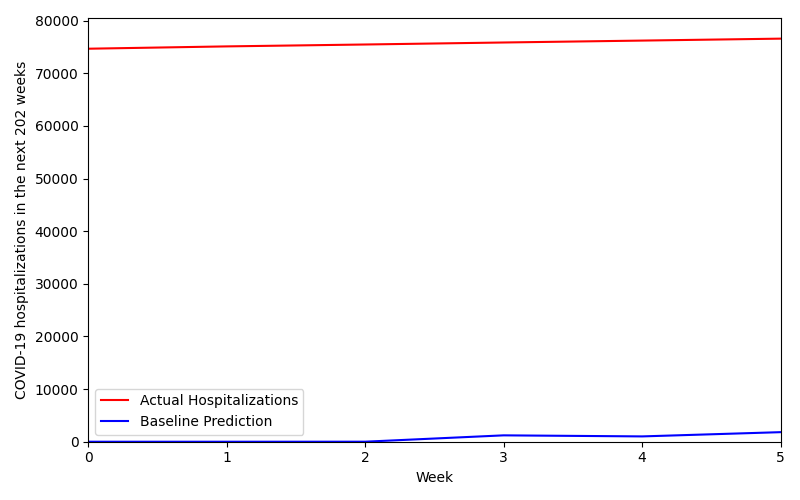 COVID-19 hospitalizations in the next 202 weeks
80000
70000
60000
50000
40000
30000
20000
10000
0
Actual Hospitalizations
Baseline Prediction
0 1 2 3 4 5
Week